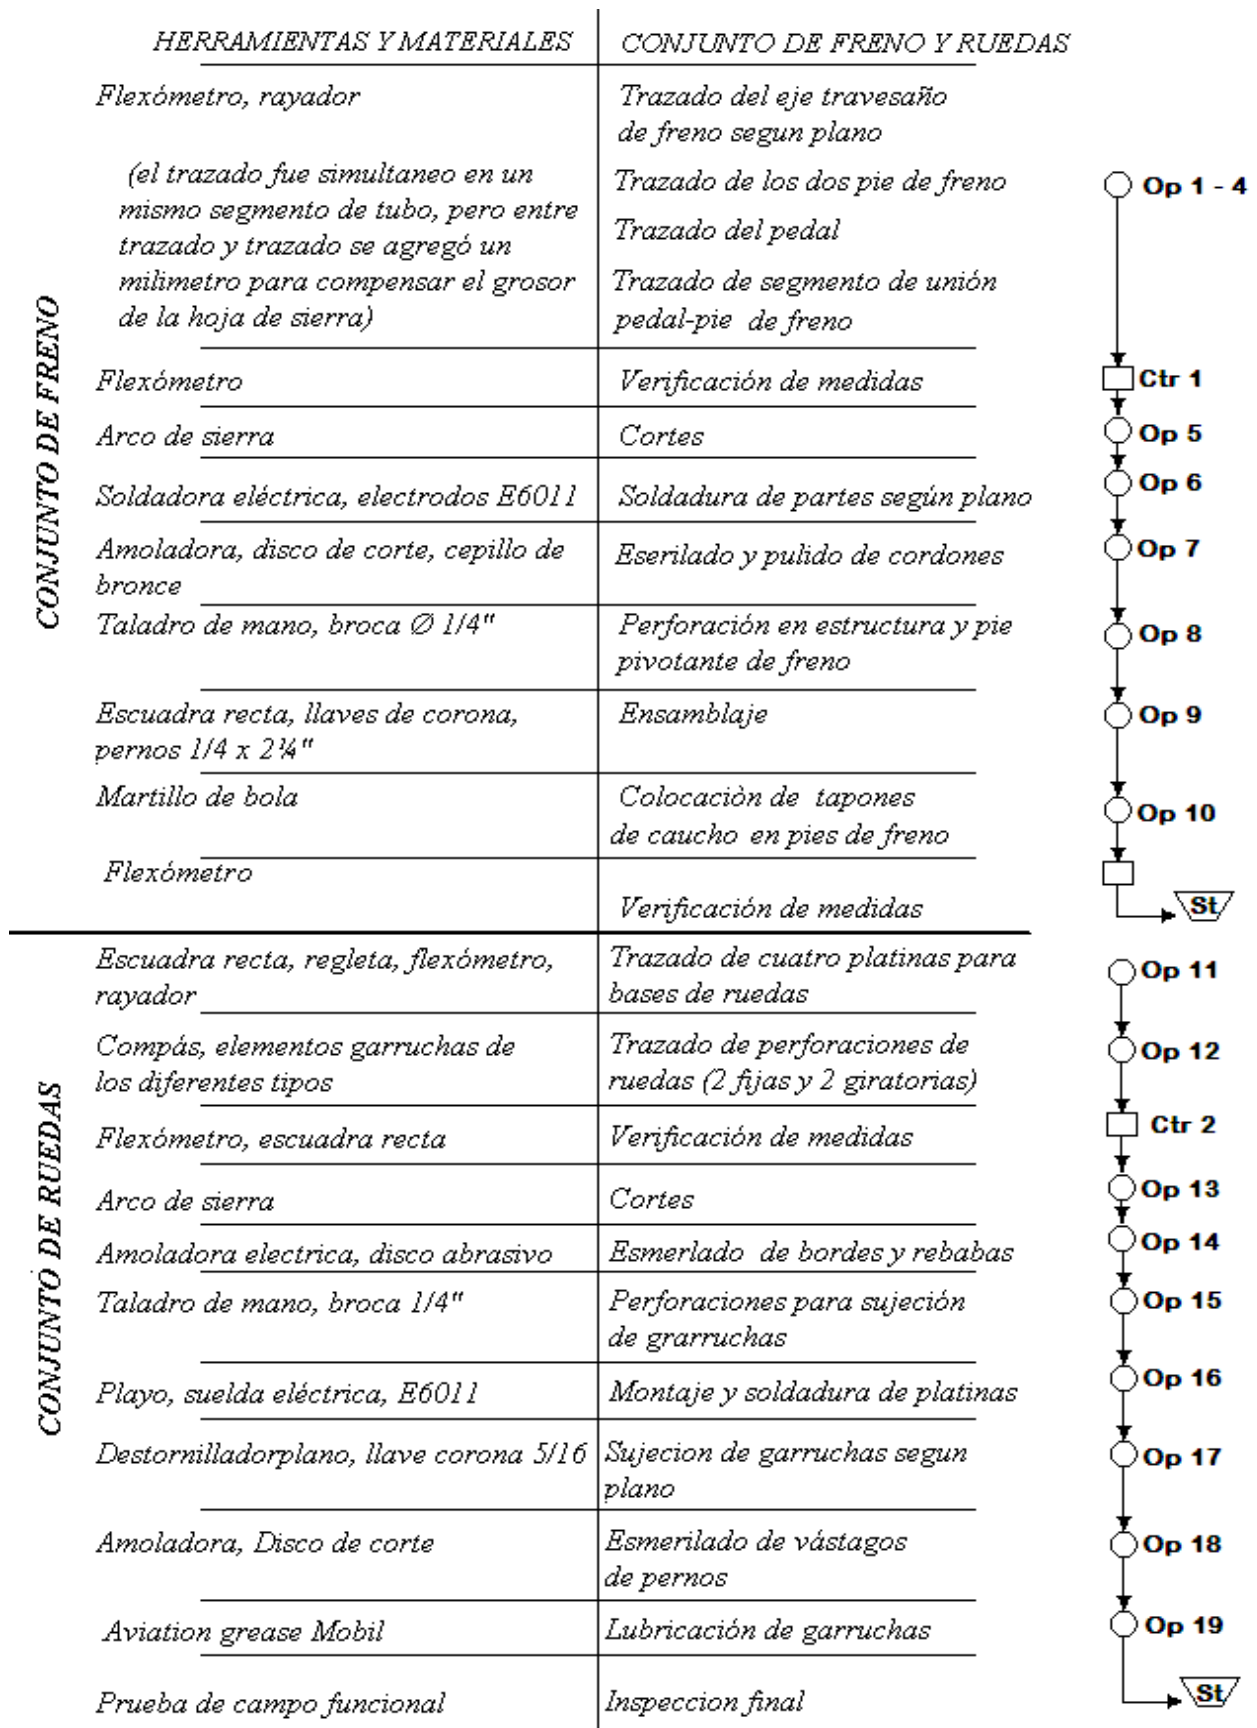 HERRAMIENTAS Y MATERIALES
CONJUNTO DE FRENO Y RUEDAS
CONJUNTO DE FRENO
Flexómetro, rayador
Trazado del eje travesaño
de freno segun plano
(el trazado fue simultaneo en un
mismo segmento de tubo, pero entre
trazado y trazado se agregó un
milimetro para compensar el grosor
de la hoja de sierra)
Trazado de los dos pie de freno
Trazado del pedal
Trazado de segmento de unión
pedal-pie de freno
Op 1 - 4
Flexómetro
Verificación de medidas
Ctr 1
Arco de sierra
Cortes
Op 5
Soldadora eléctrica, electrodos E6011
Soldadura de partes según plano
Op 6
Amoladora, disco de corte, cepillo de
bronce
Eserilado y pulido de cordones
Op 7
Taladro de mano, broca Ø 1/4"
Perforación en estructura y pie
pivotante de freno
Op 8
Escuadra recta, llaves de corona,
pernos 1/4 x 2¼"
Ensamblaje
Op 9
Martillo de bola
Colocaciòn de tapones
de caucho en pies de freno
Op 10
Flexómetro
Verificación de medidas
St
CONJUNTO DE RUEDAS
Escuadra recta, regleta, flexómetro,
rayador
Trazado de cuatro platinas para
bases de ruedas
Op 11
Compás, elementos garruchas de
los diferentes tipos
Trazado de perforaciones de
ruedas (2 fijas y 2 giratorias)
Op 12
Flexómetro, escuadra recta
Verificación de medidas
Ctr 2
Arco de sierra
Cortes
Op 13
Amoladora electrica, disco abrasivo
Esmerlado de bordes y rebabas
Op 14
Taladro de mano, broca 1/4"
Perforaciones para sujeción
de grarruchas
Op 15
Playo, suelda eléctrica, E6011
Montaje y soldadura de platinas
Op 16
Destornilladorplano, llave corona 5/16
Sujecion de garruchas segun
plano
Op 17
Amoladora, Disco de corte
Esmerilado de vástagos
de pernos
Op 18
Aviation grease Mobil
Lubricación de garruchas
Op 19
Prueba de campo funcional
Inspeccion final
St